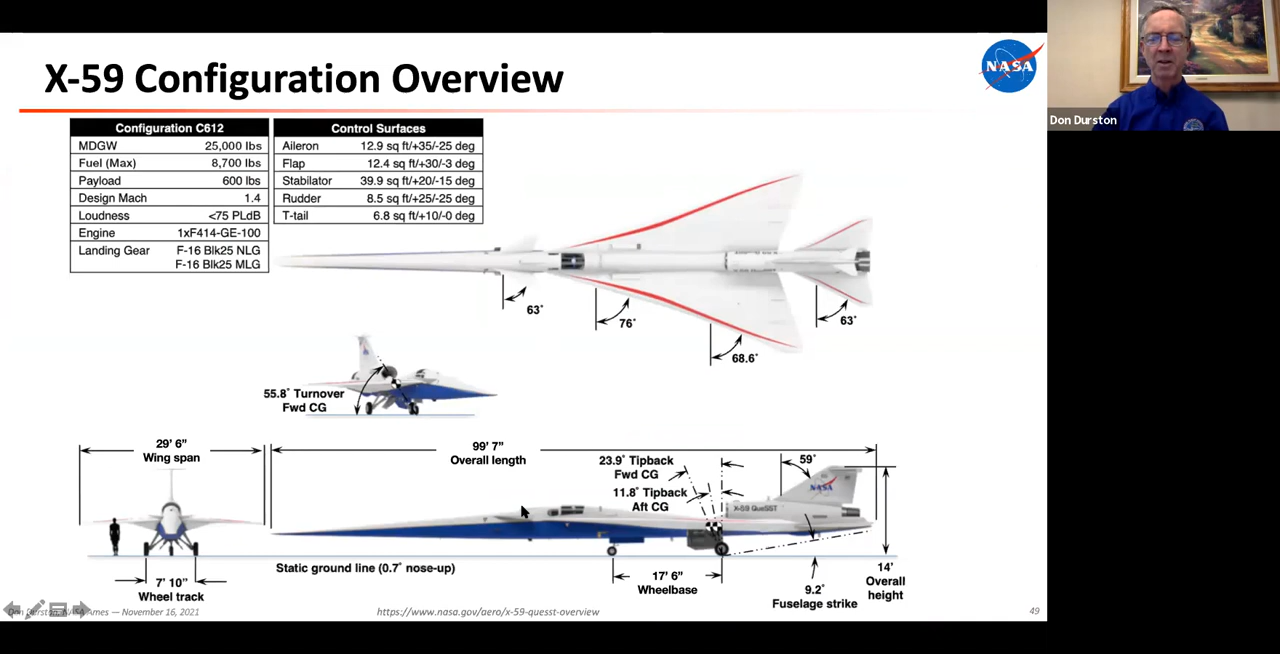 X-59 Configuration Overview
NASA
Don Durston
Configuration C612
MDGW 25,000 lbs
Fuel (Max) 8,700 lbs
Payload 600 lbs
Design Mach 1.4
Loudness <75 PLdB
Engine 1xF414-GE-100
Landing Gear F-16 Blk25 NLG
F-16 Blk25 MLG
Control Surfaces
Aileron 12.9 sq ft/+35/-25 deg
Flap 12.4 sq ft/+30/-3 deg
Stabilator 39.9 sq ft/+20/-15 deg
Rudder 8.5 sq ft/+25/-25 deg
T-tail 6.8 sq ft/+10/-0 deg
63°
76°
68.6°
63°
55.8° Turnover
Fwd CG
29' 6"
Wing span
99' 7"
Overall length
23.9° Tipback
Fwd CG
11.8° Tipback
Aft CG
59°
NASA
X-59 QueSST
Static ground line (0.7° nose-up)
7' 10"
Wheel track
17' 6"
Wheelbase
9.2°
Fuselage strike
14'
Overall
height
Don Durston, NASA Ames — November 16, 2021
https://www.nasa.gov/aero/x-59-quesst-overview
49